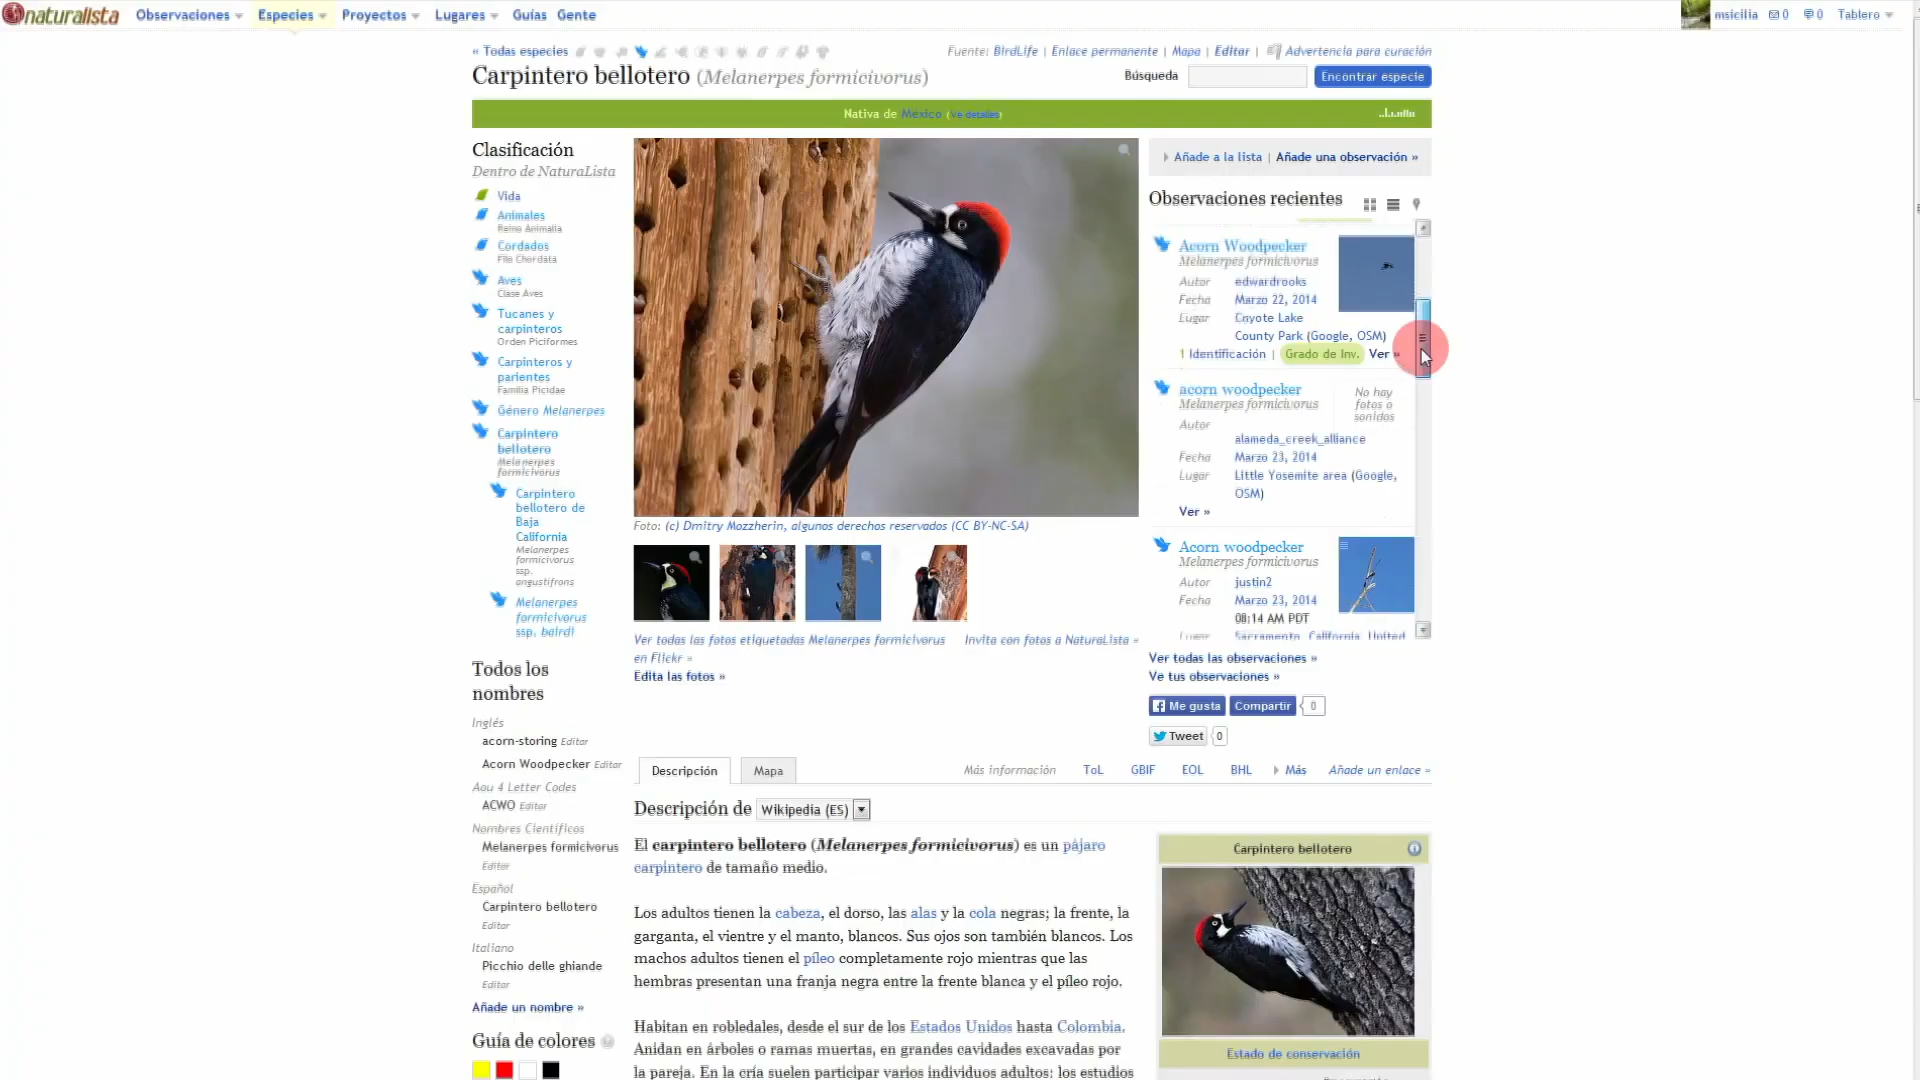 naturalista Observaciones Especies Proyectos Lugares Guías Gente msicilia 0 0 Tablero
« Todas especies
Fuente: BirdLife | Enlace permanente | Mapa | Editar | Advertencia para curación
Carpintero bellotero (Melanerpes formicivorus)
Búsqueda Encontrar especie
Nativa de México (Ve detalles)
Clasificación
Dentro de NaturaLista
Vida
Animales
Reino Animalia
Cordados
Filo Chordata
Aves
Clase Aves
Tucanes y
carpinteros
Orden Piciformes
Carpinteros y
parientes
Familia Picidae
Género Melanerpes
Carpintero
bellotero
Melanerpes
formicivorus
Carpintero
bellotero de
Baja
California
Melanerpes
formicivorus
ssp.
angustifrons
Melanerpes
formicivorus
ssp. bairdi
Todos los
nombres
Inglés
acorn-storing Editar
Acorn Woodpecker Editar
Aou 4 Letter Codes
ACWO Editar
Nombres Científicos
Melanerpes formicivorus
Editar
Español
Carpintero bellotero
Editar
Italiano
Picchio delle ghiande
Editar
Añade un nombre »
Guía de colores
Foto: (c) Dmitry Mozzherin, algunos derechos reservados (CC BY-NC-SA)
Ver todas las fotos etiquetadas Melanerpes formicivorus
en Flickr »
Invita con fotos a NaturaLista »
Edita las fotos »
Añade a la lista | Añade una observación »
Observaciones recientes
Acorn Woodpecker
Melanerpes formicivorus
Autor edwardrooks
Fecha Marzo 22, 2014
Lugar Coyote Lake
County Park (Google, OSM)
1 Identificación | Grado de Inv. Ver »
acorn woodpecker
Melanerpes formicivorus
No hay
fotos o
sonidos
Autor
alameda_creek_alliance
Fecha Marzo 23, 2014
Lugar Little Yosemite area (Google,
OSM)
Ver »
Acorn woodpecker
Melanerpes formicivorus
Autor justin2
Fecha Marzo 23, 2014
08:14 AM PDT
Lugar Sacramento, California, United
Ver todas las observaciones »
Ve tus observaciones »
Me gusta Compartir 0
Tweet 0
Descripción Mapa Más información ToL GBIF EOL BHL Más Añade un enlace »
Descripción de Wikipedia (ES)
El carpintero bellotero (Melanerpes formicivorus) es un pájaro
carpintero de tamaño medio.
Los adultos tienen la cabeza, el dorso, las alas y la cola negras; la frente, la
garganta, el vientre y el manto, blancos. Sus ojos son también blancos. Los
machos adultos tienen el píleo completamente rojo mientras que las
hembras presentan una franja negra entre la frente blanca y el píleo rojo.
Habitan en robledales, desde el sur de los Estados Unidos hasta Colombia.
Anidan en árboles o ramas muertas, en grandes cavidades excavadas por
la pareja. En la cría suelen participar varios individuos adultos: los estudios
Carpintero bellotero
Estado de conservación